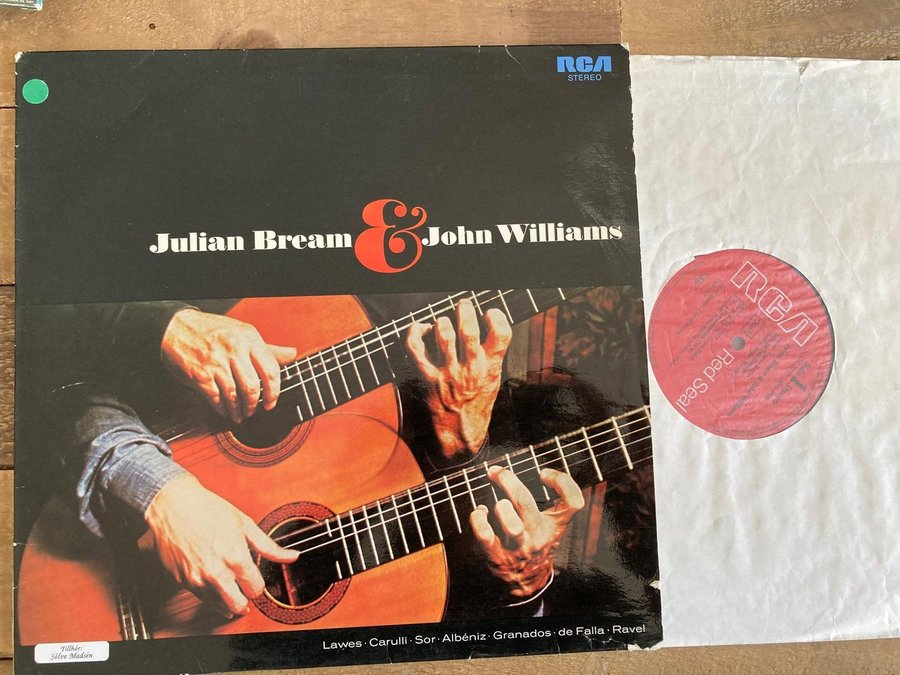 RCA
STEREO
Julian Bream & John Williams
RCA
Red Seal
Lawes · Carulli · Sor · Albéniz · Granados · de Falla · Ravel
Tillhör:
Sölve Madsén